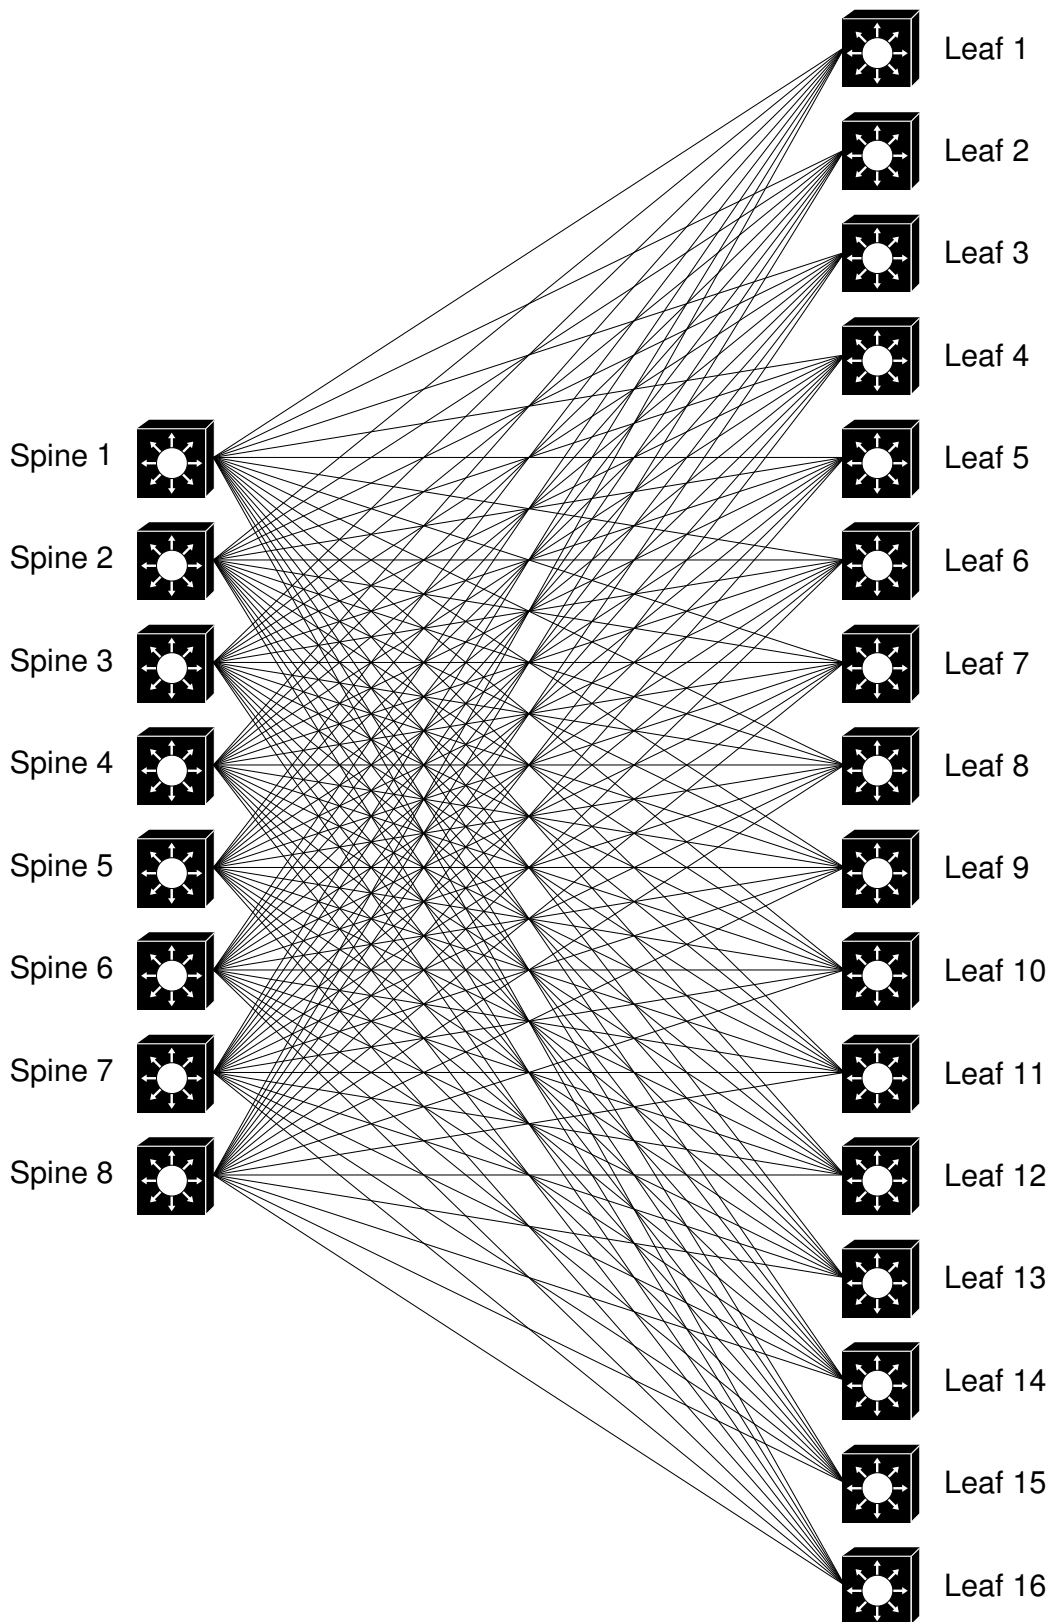 Leaf 1
Leaf 2
Leaf 3
Leaf 4
Spine 1
Leaf 5
Spine 2
Leaf 6
Spine 3
Leaf 7
Spine 4
Leaf 8
Spine 5
Leaf 9
Spine 6
Leaf 10
Spine 7
Leaf 11
Spine 8
Leaf 12
Leaf 13
Leaf 14
Leaf 15
Leaf 16